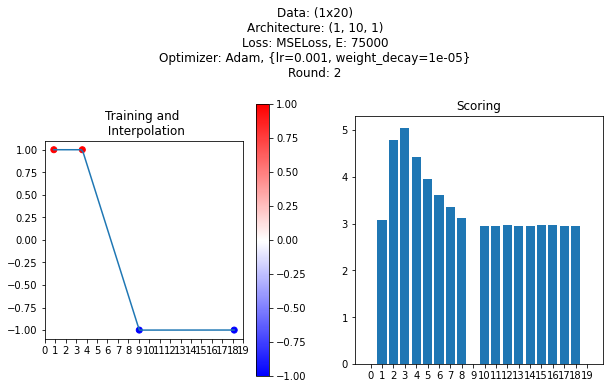 Data: (1x20)
Architecture: (1, 10, 1)
Loss: MSELoss, E: 75000
Optimizer: Adam, {lr=0.001, weight_decay=1e-05}
Round: 2
Training and
Interpolation
1.00
0.75
0.50
0.25
0.00
−0.25
−0.50
−0.75
−1.00
0 1 2 3 4 5 6 7 8 9 10 11 12 13 14 15 16 17 18 19
1.00
0.75
0.50
0.25
0.00
−0.25
−0.50
−0.75
−1.00
Scoring
5
4
3
2
1
0
0 1 2 3 4 5 6 7 8 9 10 11 12 13 14 15 16 17 18 19